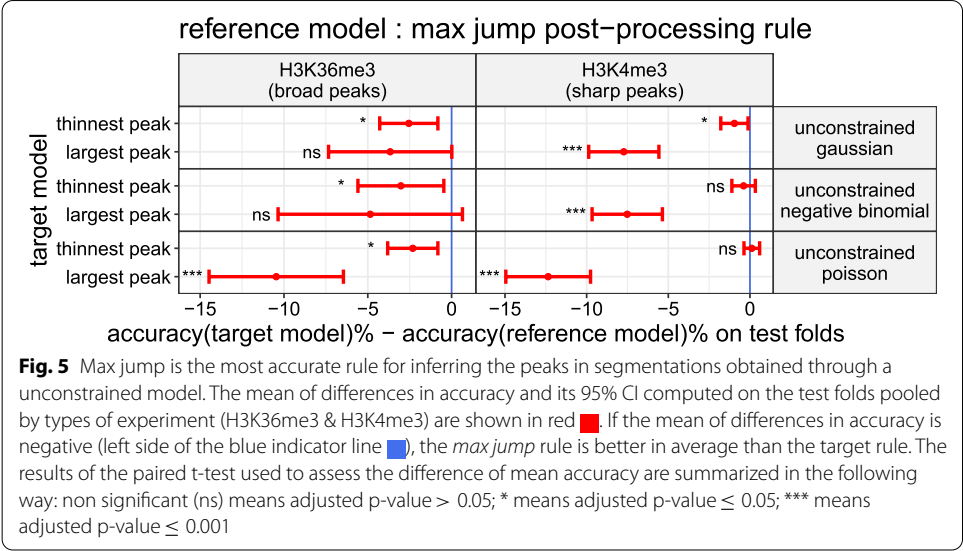 reference model : max jump post−processing rule
H3K36me3
(broad peaks)
H3K4me3
(sharp peaks)
target model
thinnest peak
*
*
unconstrained
gaussian
largest peak
ns
***
thinnest peak
*
ns
unconstrained
negative binomial
largest peak
ns
***
thinnest peak
*
ns
unconstrained
poisson
largest peak
***
***
−15 −10 −5 0 −15 −10 −5 0
accuracy(target model)% − accuracy(reference model)% on test folds
Fig. 5 Max jump is the most accurate rule for inferring the peaks in segmentations obtained through a
unconstrained model. The mean of differences in accuracy and its 95% CI computed on the test folds pooled
by types of experiment (H3K36me3 & H3K4me3) are shown in red . If the mean of differences in accuracy is
negative (left side of the blue indicator line ), the max jump rule is better in average than the target rule. The
results of the paired t-test used to assess the difference of mean accuracy are summarized in the following
way: non significant (ns) means adjusted p-value > 0.05; * means adjusted p-value ≤ 0.05; *** means
adjusted p-value ≤ 0.001